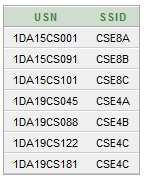 USN SSID
1DA15CS001 CSE8A
1DA15CS091 CSE8B
1DA15CS101 CSE8C
1DA19CS045 CSE4A
1DA19CS088 CSE4B
1DA19CS122 CSE4C
1DA19CS181 CSE4C